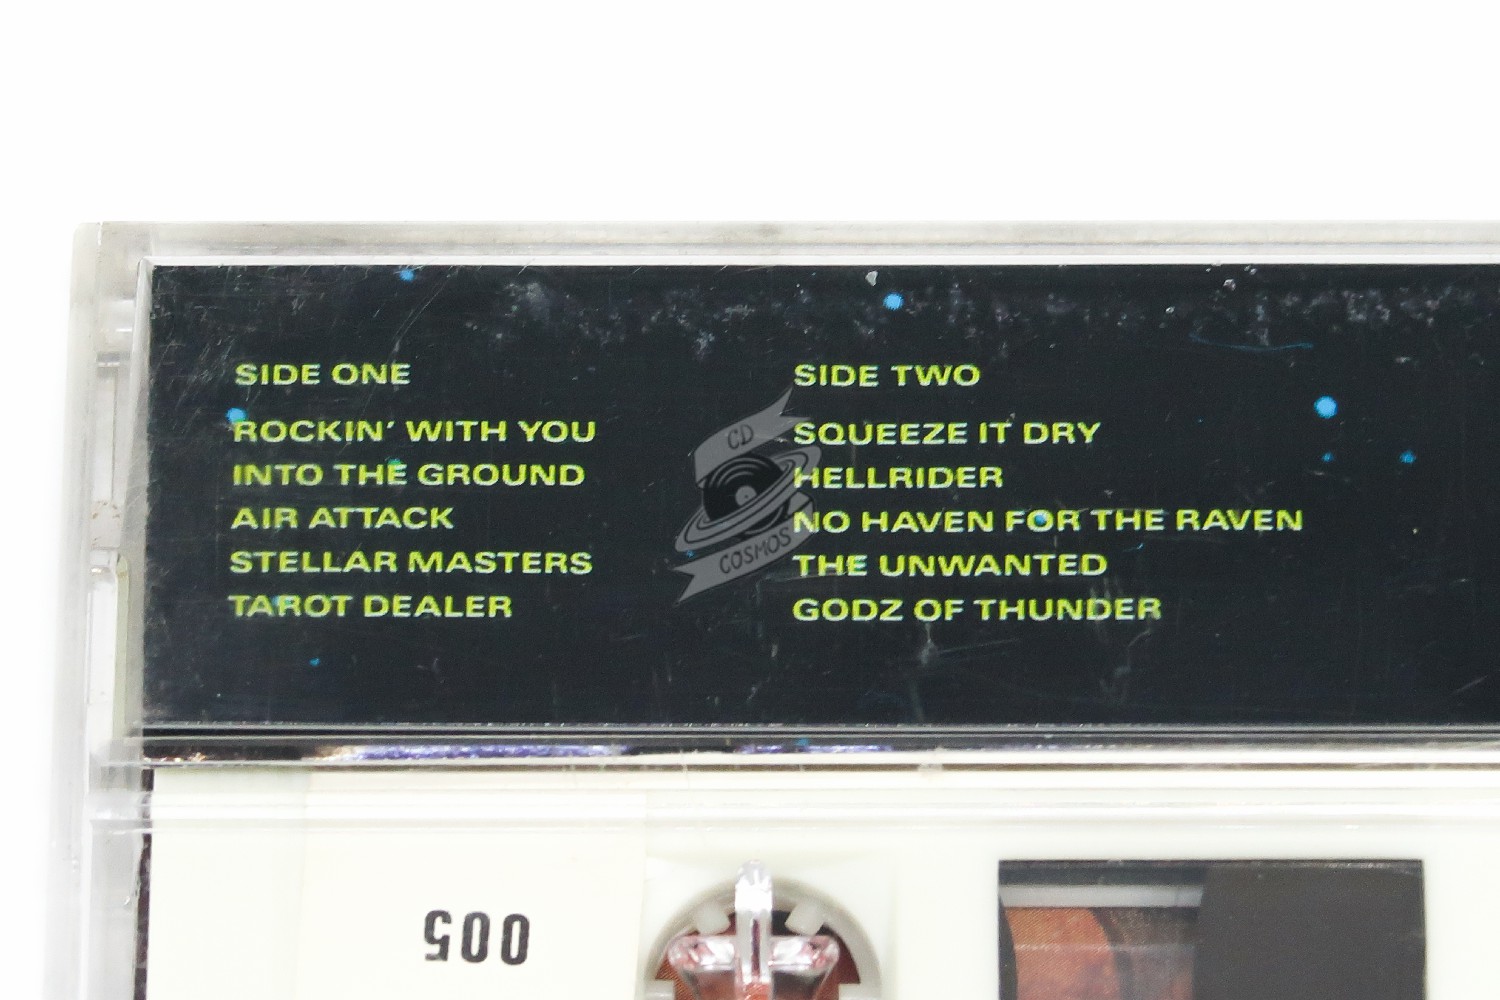 SIDE ONE
ROCKIN' WITH YOU
INTO THE GROUND
AIR ATTACK
STELLAR MASTERS
TAROT DEALER
SIDE TWO
SQUEEZE IT DRY
HELLRIDER
NO HAVEN FOR THE RAVEN
THE UNWANTED
GODZ OF THUNDER
CD
COSMOS
005